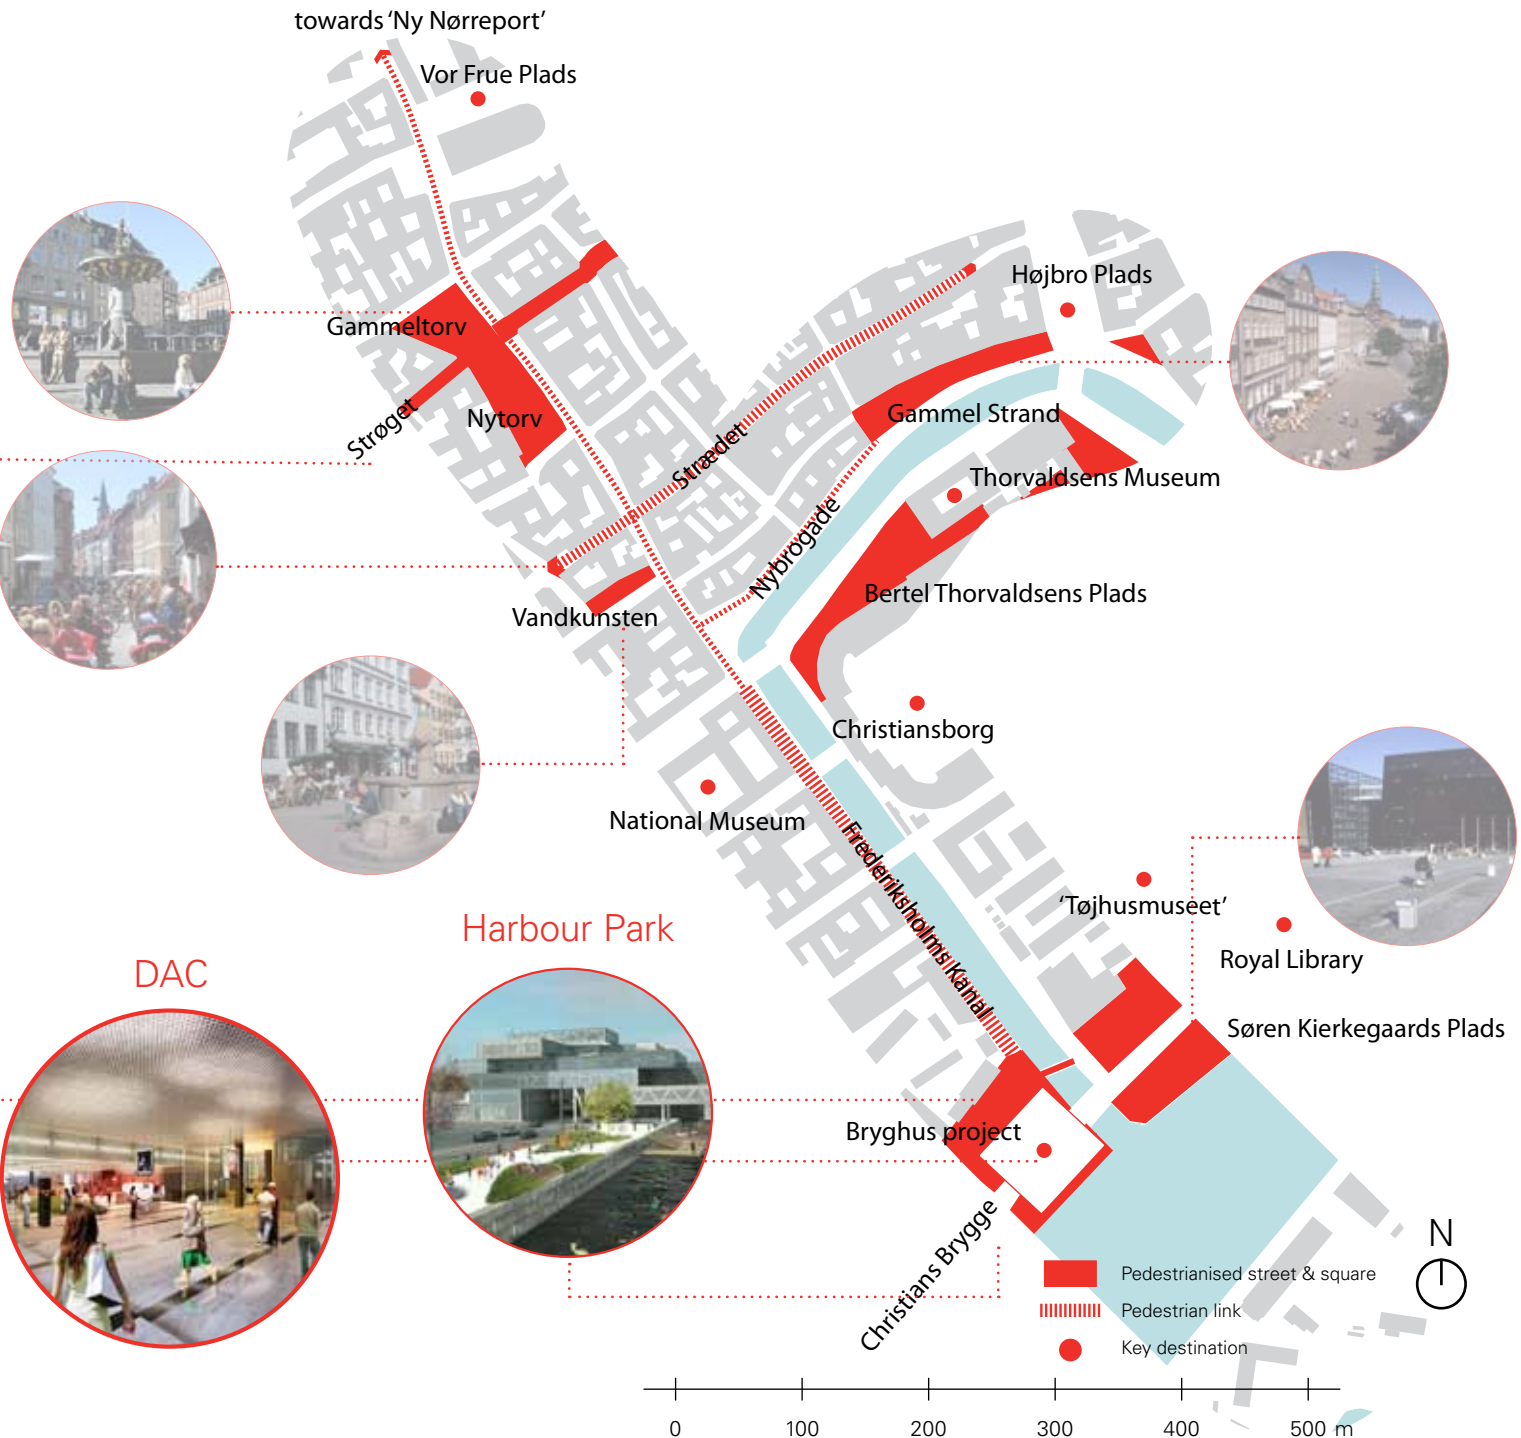 towards 'Ny Nørreport'
Vor Frue Plads
Højbro Plads
Gammeltorv
Strøget
Nytorv
Gammel Strand
Strædet
Thorvaldsens Museum
Nybrogade
Bertel Thorvaldsens Plads
Vandkunsten
Christiansborg
National Museum
Frederiksholms Kanal
'Tøjhusmuseet'
Harbour Park
Royal Library
DAC
Søren Kierkegaards Plads
Bryghus project
Christians Brygge
N
Pedestrianised street & square
Pedestrian link
Key destination
0 100 200 300 400 500 m